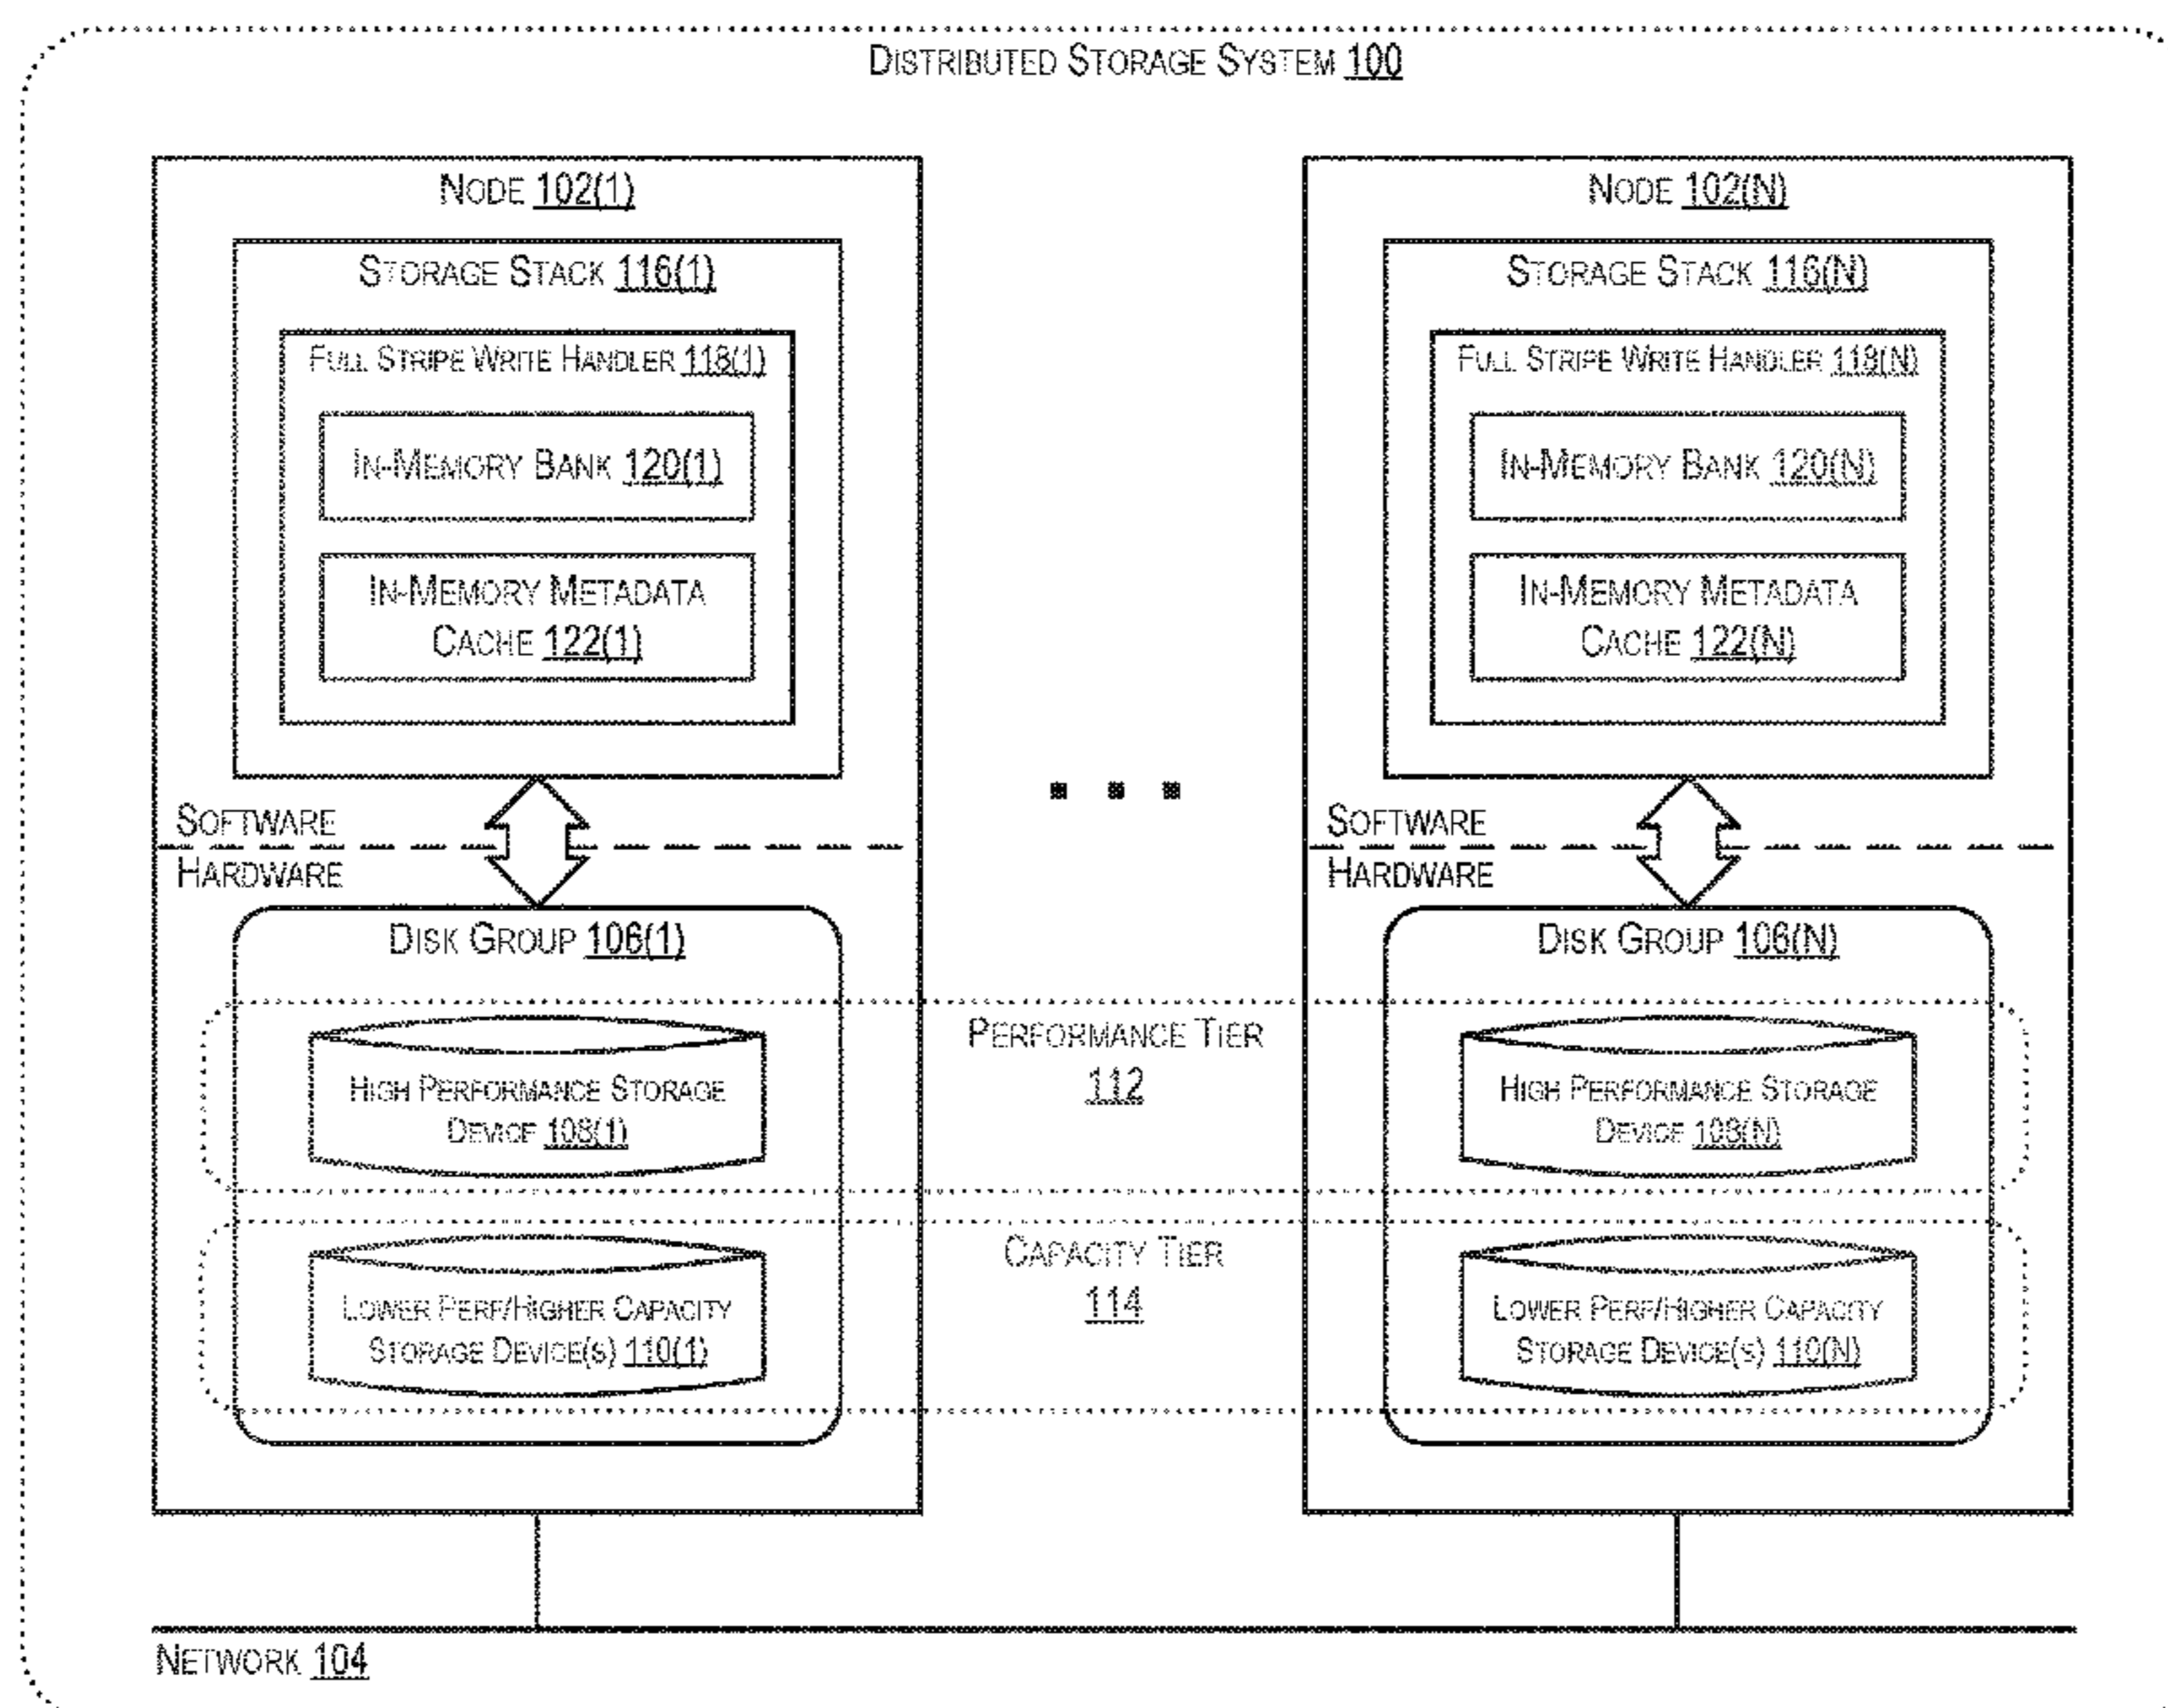 DISTRIBUTED STORAGE SYSTEM 100
NODE 102(1)
STORAGE STACK 116(1)
FULL STRIPE WRITE HANDLER 118(1)
IN-MEMORY BANK 120(1)
IN-MEMORY METADATA
CACHE 122(1)
SOFTWARE
HARDWARE
DISK GROUP 106(1)
HIGH PERFORMANCE STORAGE
DEVICE 108(1)
LOWER PERF/HIGHER CAPACITY
STORAGE DEVICE(S) 110(1)
PERFORMANCE TIER
112
CAPACITY TIER
114
NODE 102(N)
STORAGE STACK 116(N)
FULL STRIPE WRITE HANDLER 118(N)
IN-MEMORY BANK 120(N)
IN-MEMORY METADATA
CACHE 122(N)
SOFTWARE
HARDWARE
DISK GROUP 106(N)
HIGH PERFORMANCE STORAGE
DEVICE 108(N)
LOWER PERF/HIGHER CAPACITY
STORAGE DEVICE(S) 110(N)
NETWORK 104